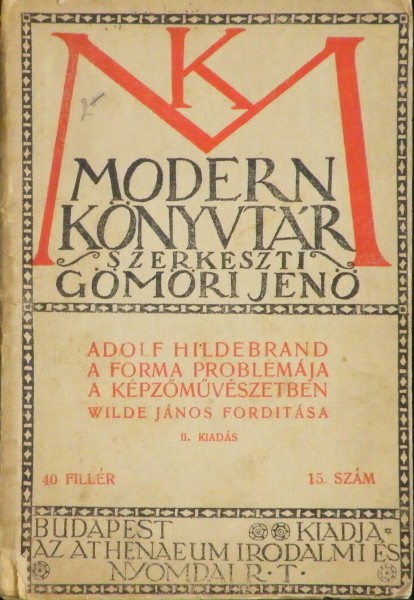 MK
MODERN
KÖNYVTÁR
SZERKESZTI
GÖMÖRI JENŐ
ADOLF HILDEBRAND
A FORMA PROBLÉMÁJA
A KÉPZŐMŰVÉSZETBEN
WILDE JÁNOS FORDITÁSA
II. KIADÁS
40 FILLÉR 15. SZÁM
BUDAPEST KIADJA
AZ ATHENAEUM IRODALMI ÉS
NYOMDAI R·T·